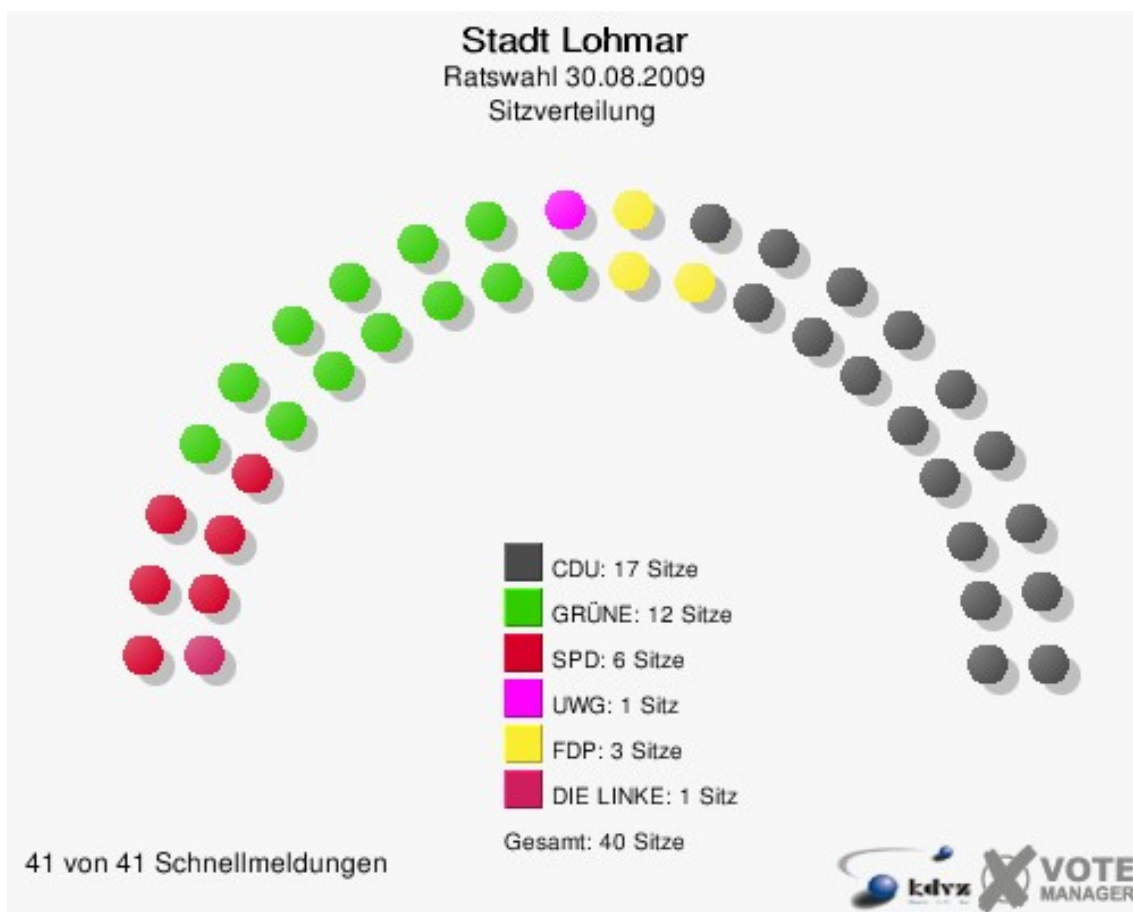 Stadt Lohmar
Ratswahl 30.08.2009
Sitzverteilung
CDU: 17 Sitze
GRÜNE: 12 Sitze
SPD: 6 Sitze
UWG: 1 Sitz
FDP: 3 Sitze
DIE LINKE: 1 Sitz
Gesamt: 40 Sitze
41 von 41 Schnellmeldungen
kdvz
VOTE
MANAGER